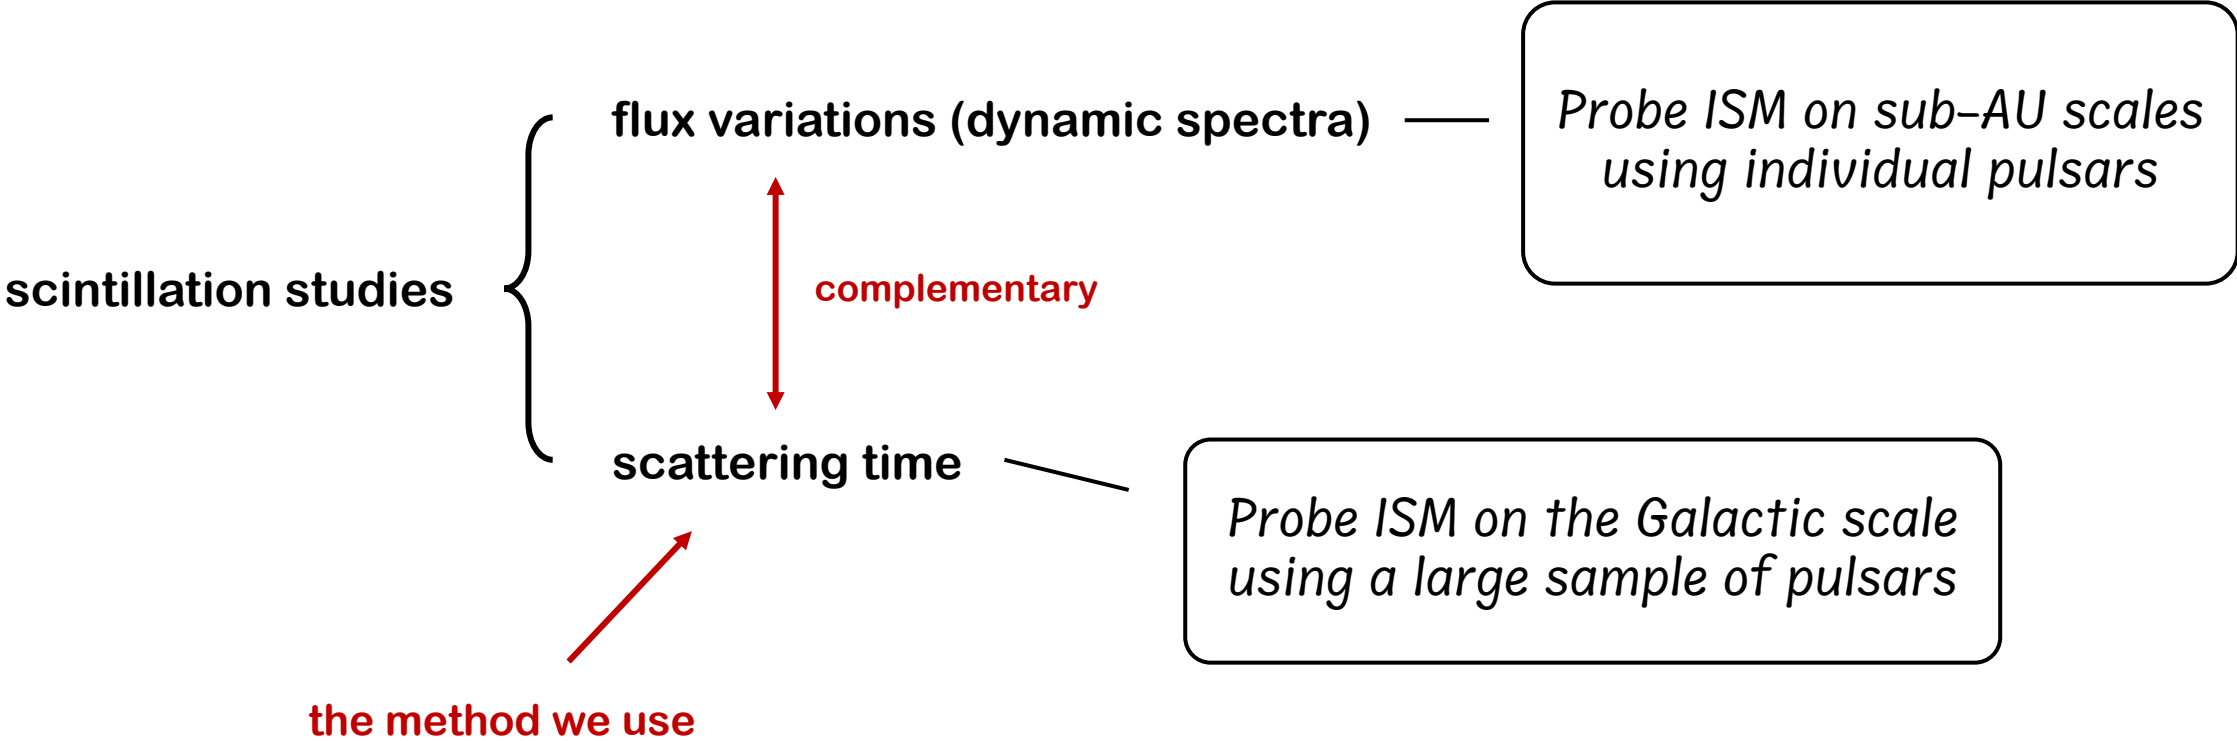 flux variations (dynamic spectra)
Probe ISM on sub-AU scales
using individual pulsars
scintillation studies
complementary
scattering time
Probe ISM on the Galactic scale
using a large sample of pulsars
the method we use